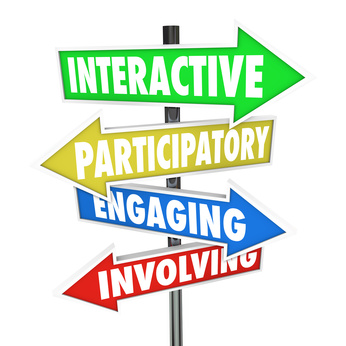 INTERACTIVE
PARTICIPATORY
ENGAGING
INVOLVING